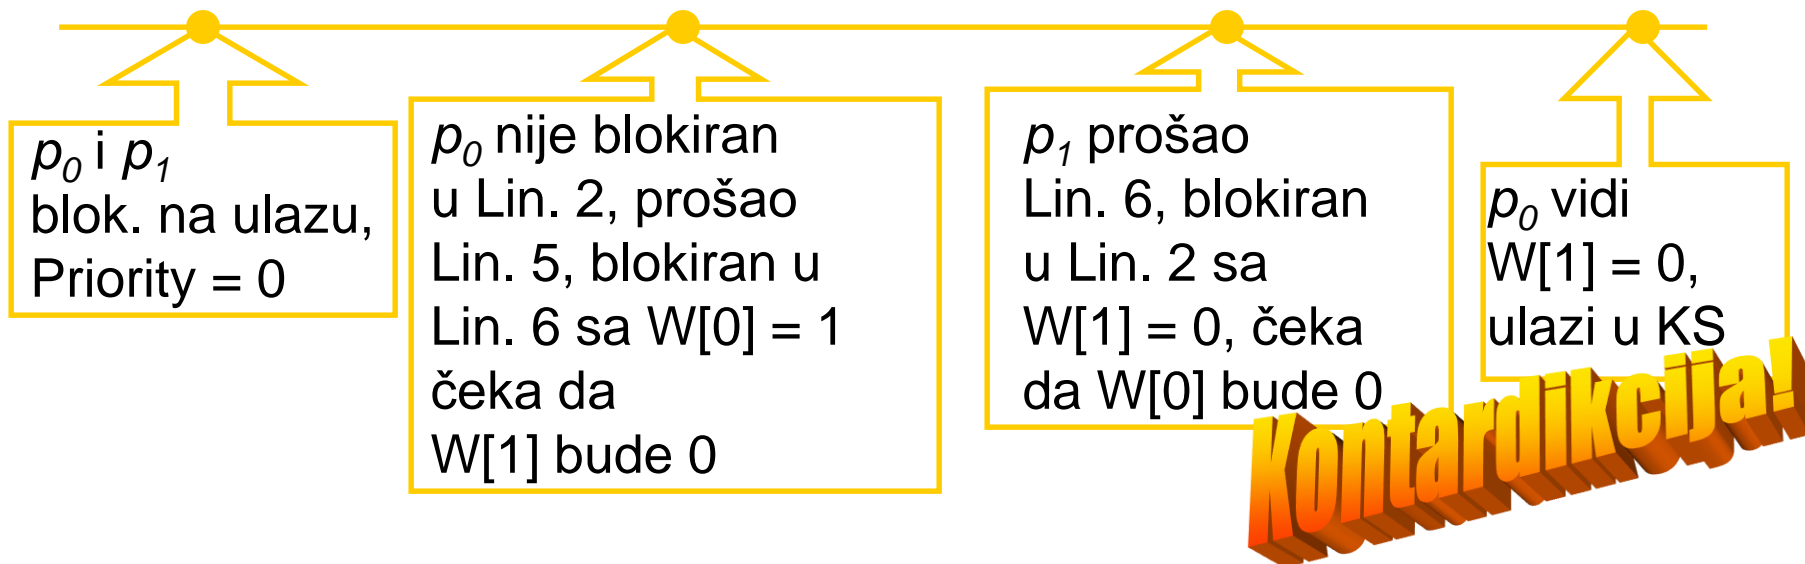 p0 i p1
blok. na ulazu,
Priority = 0
p0 nije blokiran
u Lin. 2, prošao
Lin. 5, blokiran u
Lin. 6 sa W[0] = 1
čeka da
W[1] bude 0
p1 prošao
Lin. 6, blokiran
u Lin. 2 sa
W[1] = 0, čeka
da W[0] bude 0
p0 vidi
W[1] = 0,
ulazi u KS
Kontardikcija!